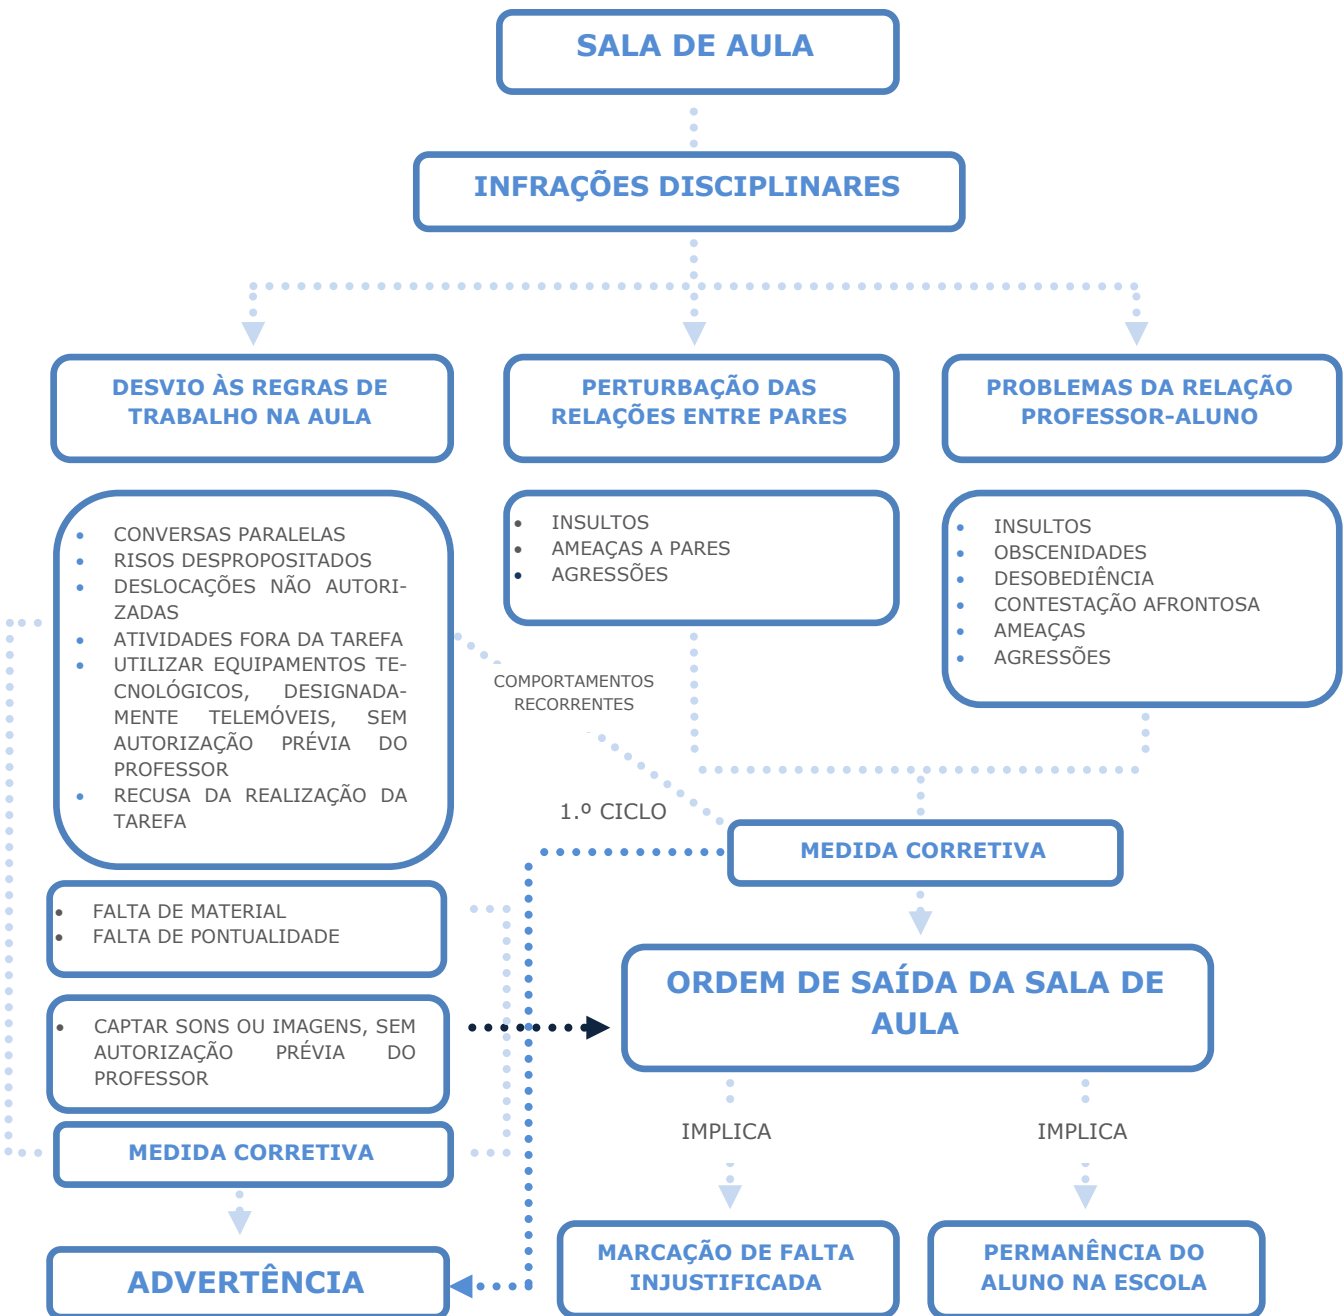 SALA DE AULA
INFRAÇÕES DISCIPLINARES
DESVIO ÀS REGRAS DE
TRABALHO NA AULA
PERTURBAÇÃO DAS
RELAÇÕES ENTRE PARES
PROBLEMAS DA RELAÇÃO
PROFESSOR-ALUNO
• CONVERSAS PARALELAS
• RISOS DESPROPOSITADOS
• DESLOCAÇÕES NÃO AUTORI-
ZADAS
• ATIVIDADES FORA DA TAREFA
• UTILIZAR EQUIPAMENTOS TE-
CNOLÓGICOS, DESIGNADA-
MENTE TELEMÓVEIS, SEM
AUTORIZAÇÃO PRÉVIA DO
PROFESSOR
• RECUSA DA REALIZAÇÃO DA
TAREFA
• INSULTOS
• AMEAÇAS A PARES
• AGRESSÕES
• INSULTOS
• OBSCENIDADES
• DESOBEDIÊNCIA
• CONTESTAÇÃO AFRONTOSA
• AMEAÇAS
• AGRESSÕES
COMPORTAMENTOS
RECORRENTES
1.º CICLO
MEDIDA CORRETIVA
• FALTA DE MATERIAL
• FALTA DE PONTUALIDADE
ORDEM DE SAÍDA DA SALA DE
AULA
• CAPTAR SONS OU IMAGENS, SEM
AUTORIZAÇÃO PRÉVIA DO
PROFESSOR
IMPLICA
IMPLICA
MEDIDA CORRETIVA
ADVERTÊNCIA
MARCAÇÃO DE FALTA
INJUSTIFICADA
PERMANÊNCIA DO
ALUNO NA ESCOLA